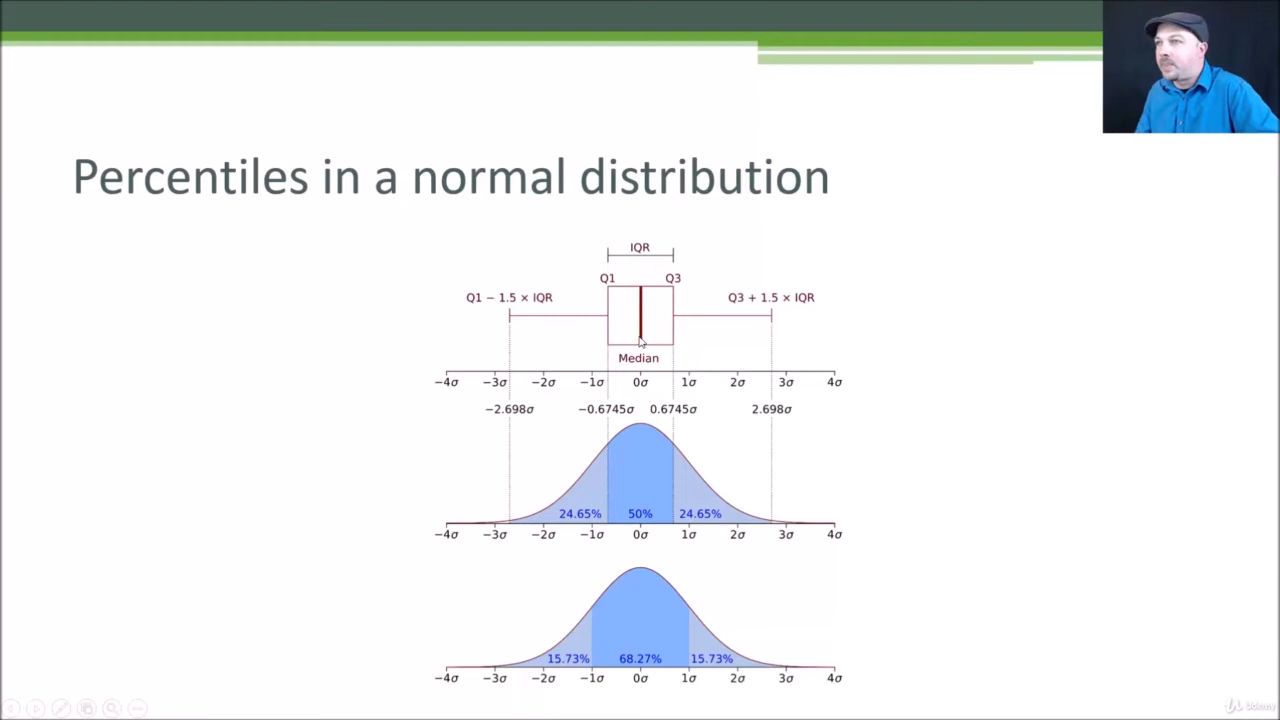 Percentiles in a normal distribution
IQR
Q1 Q3
Q1 − 1.5 × IQR Q3 + 1.5 × IQR
Median
−4σ −3σ −2σ −1σ 0σ 1σ 2σ 3σ 4σ
−2.698σ −0.6745σ 0.6745σ 2.698σ
24.65% 50% 24.65%
−4σ −3σ −2σ −1σ 0σ 1σ 2σ 3σ 4σ
15.73% 68.27% 15.73%
−4σ −3σ −2σ −1σ 0σ 1σ 2σ 3σ 4σ
Udemy